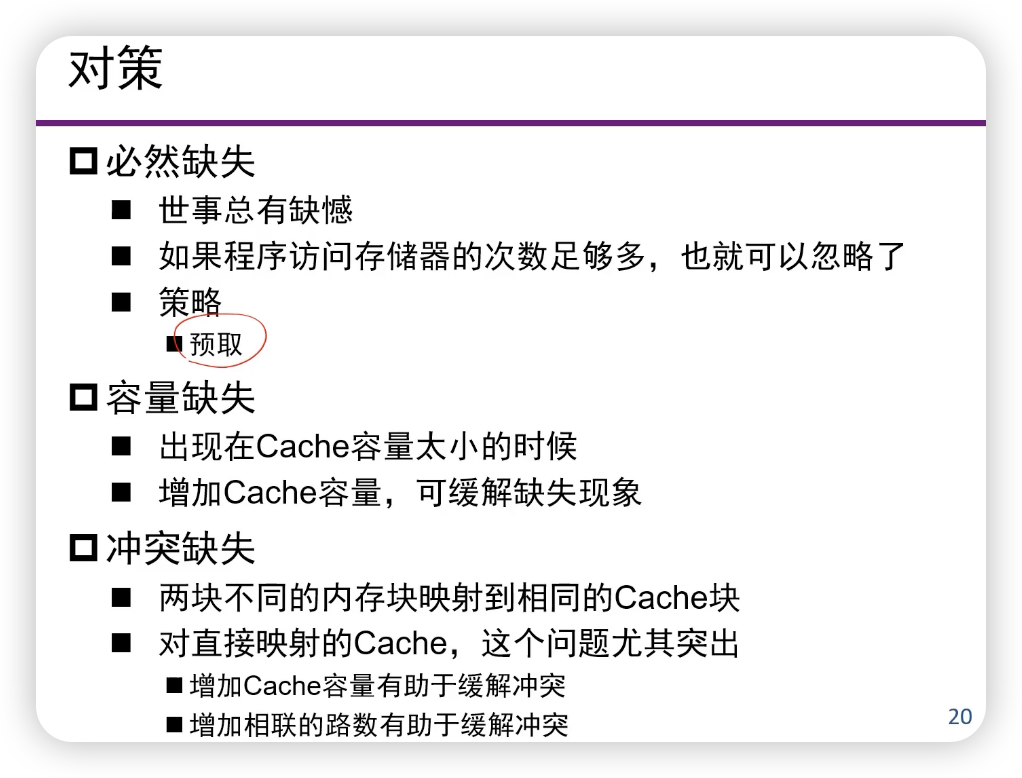 对策
必然缺失
世事总有缺憾
如果程序访问存储器的次数足够多，也就可以忽略了
策略
预取
容量缺失
出现在Cache容量太小的时候
增加Cache容量，可缓解缺失现象
冲突缺失
两块不同的内存块映射到相同的Cache块
对直接映射的Cache，这个问题尤其突出
增加Cache容量有助于缓解冲突
增加相联的路数有助于缓解冲突
20